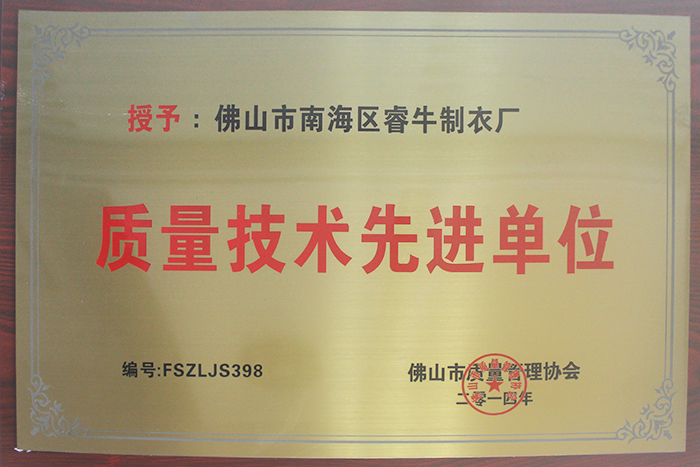 授予：佛山市南海区睿牛制衣厂
质量技术先进单位
编号:FSZLJS398
佛山市质量管理协会
二零一四年